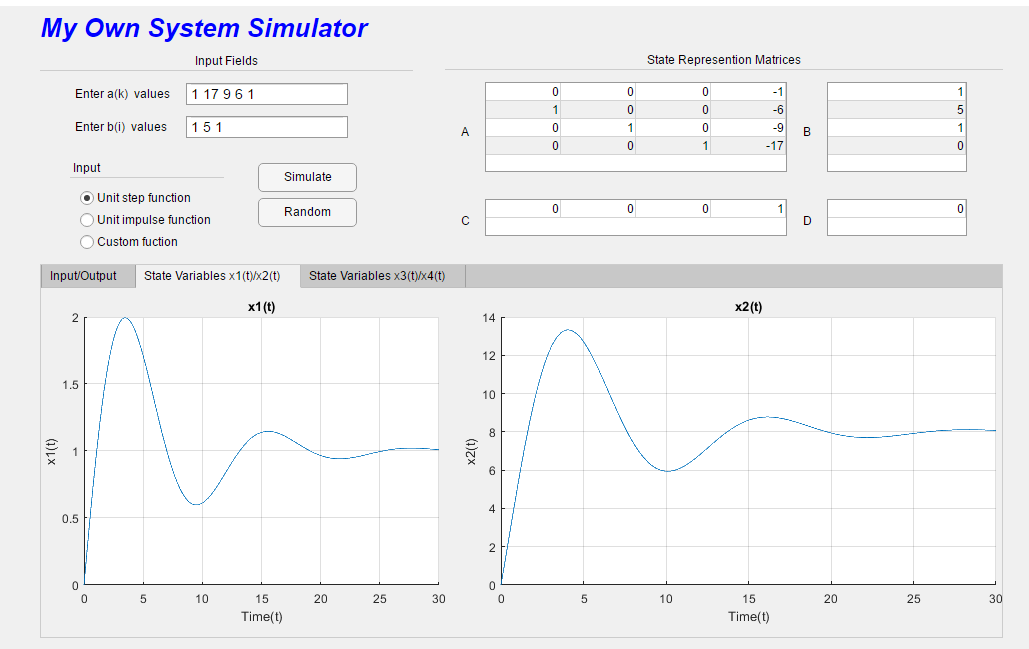 My Own System Simulator
Input Fields
Enter a(k) values 1 17 9 6 1
Enter b(i) values 1 5 1
Input
Unit step function
Unit impulse function
Custom fuction
Simulate
Random
State Represention Matrices
A
0 0 0 -1
1 0 0 -6
0 1 0 -9
0 0 1 -17
B
1
5
1
0
C
0 0 0 1
D
0
Input/Output State Variables x1(t)/x2(t) State Variables x3(t)/x4(t)
x1(t)
x1(t)
2
1.5
1
0.5
0
0 5 10 15 20 25 30
Time(t)
x2(t)
x2(t)
14
12
10
8
6
4
2
0
0 5 10 15 20 25 30
Time(t)